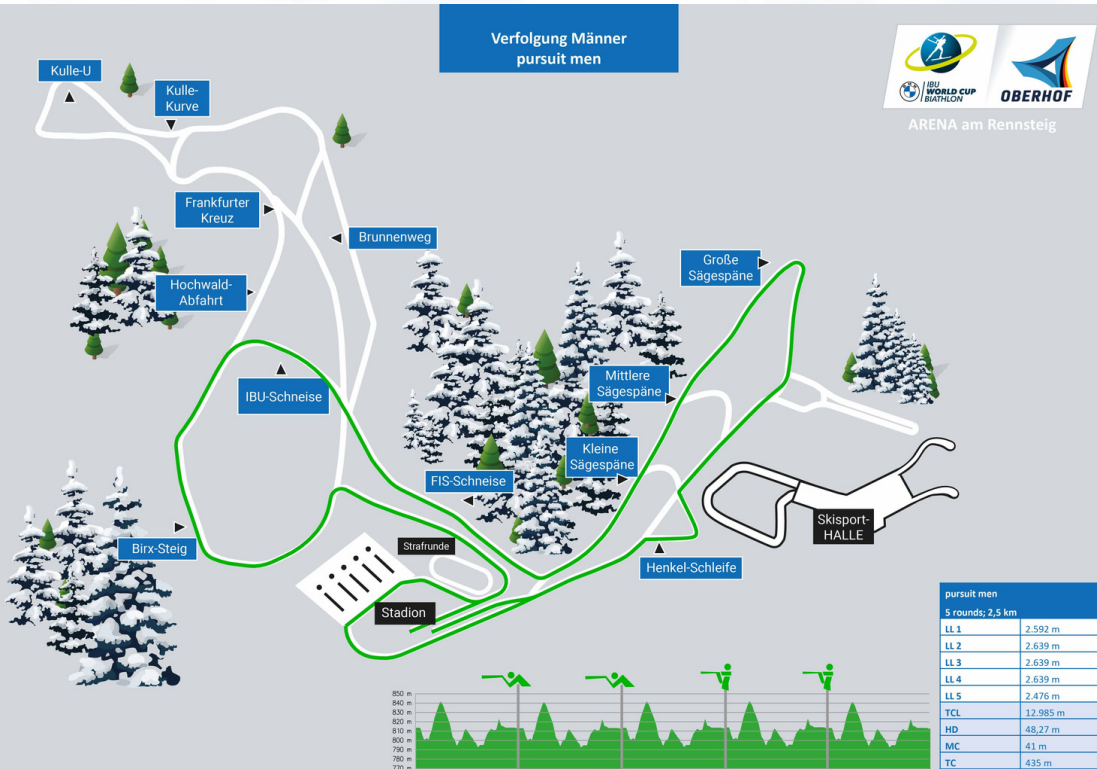 Verfolgung Männer
pursuit men
IBU
WORLD CUP
BIATHLON
OBERHOF
ARENA am Rennsteig
Kulle-U
Kulle-
Kurve
Frankfurter
Kreuz
Brunnenweg
Hochwald-
Abfahrt
IBU-Schneise
Große
Sägespäne
Mittlere
Sägespäne
Kleine
Sägespäne
FIS-Schneise
Birx-Steig
Strafrunde
Stadion
Henkel-Schleife
Skisport-
HALLE
pursuit men
5 rounds; 2,5 km
LL 1 2.592 m
LL 2 2.639 m
LL 3 2.639 m
LL 4 2.639 m
LL 5 2.476 m
TCL 12.985 m
HD 48,27 m
MC 41 m
TC 435 m
850 m
840 m
830 m
820 m
810 m
800 m
790 m
780 m
770 m